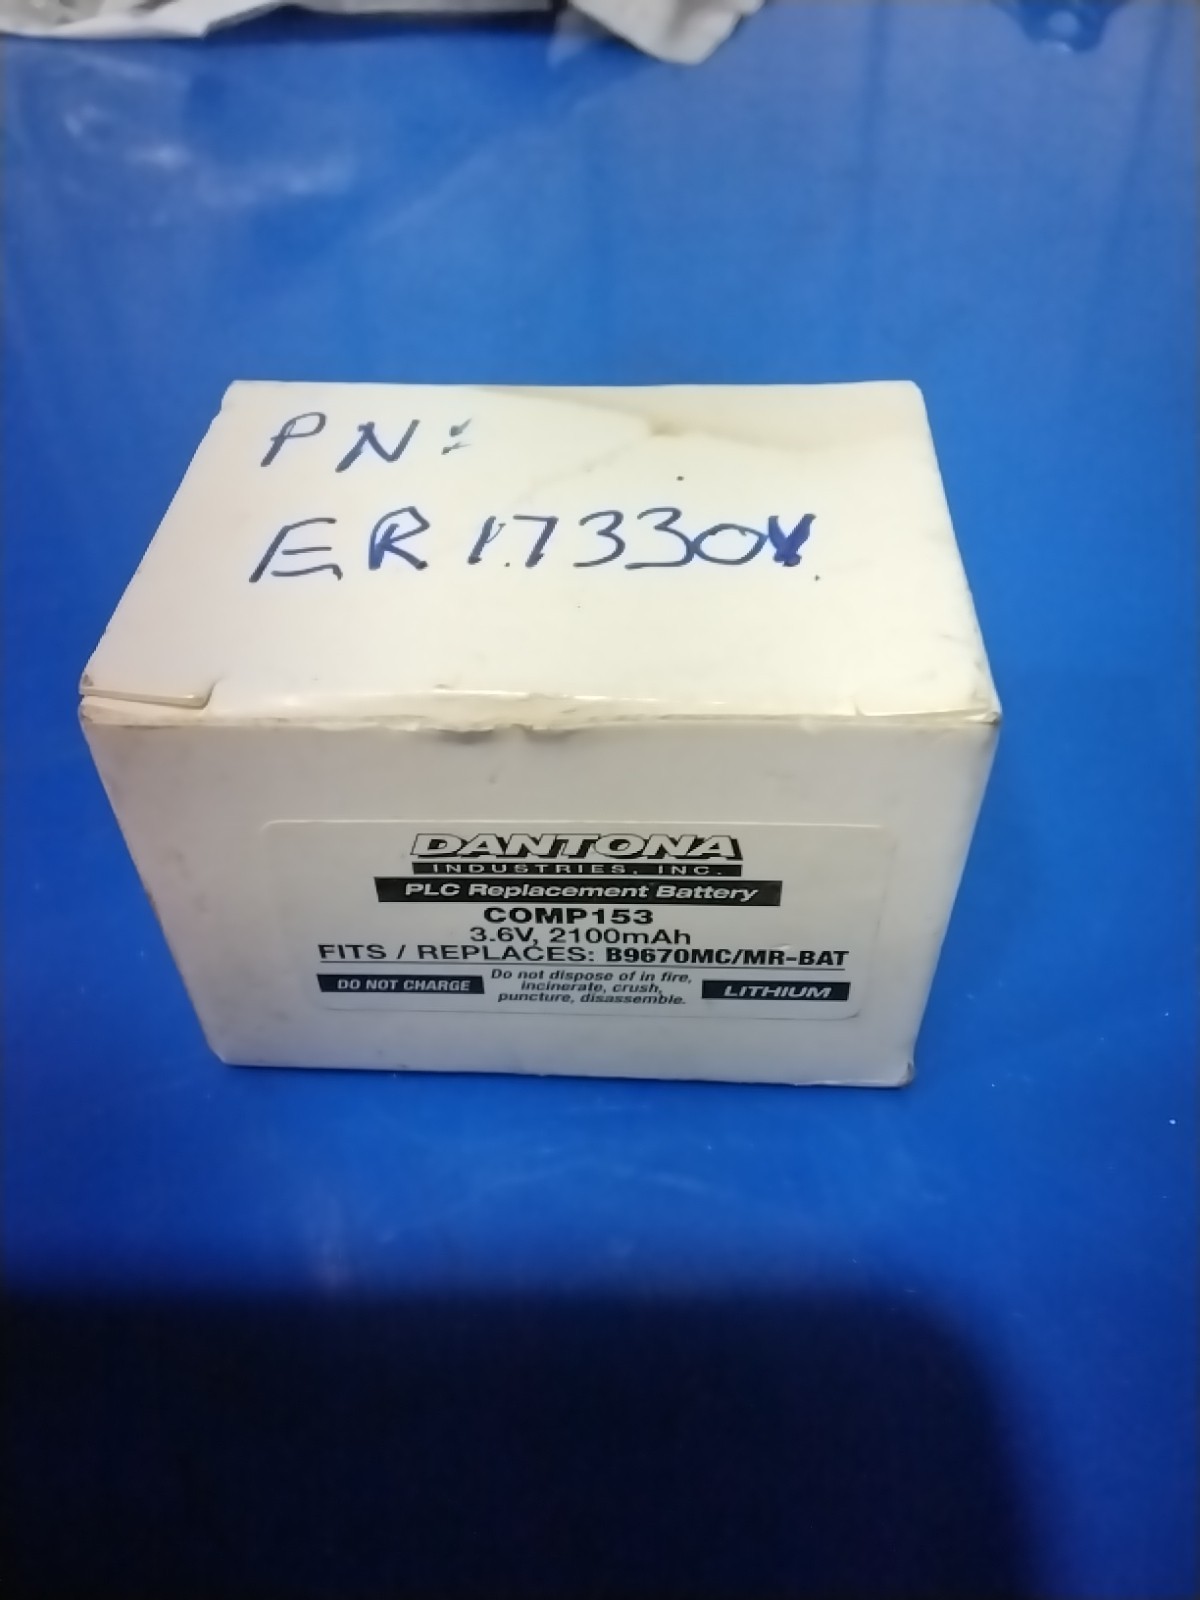 PN:
ER17330V
DANTONA
INDUSTRIES, INC.
PLC Replacement Battery
COMP153
3.6V, 2100mAh
FITS / REPLACES: B9670MC/MR-BAT
DO NOT CHARGE
Do not dispose of in fire,
incinerate, crush,
puncture, disassemble.
LITHIUM